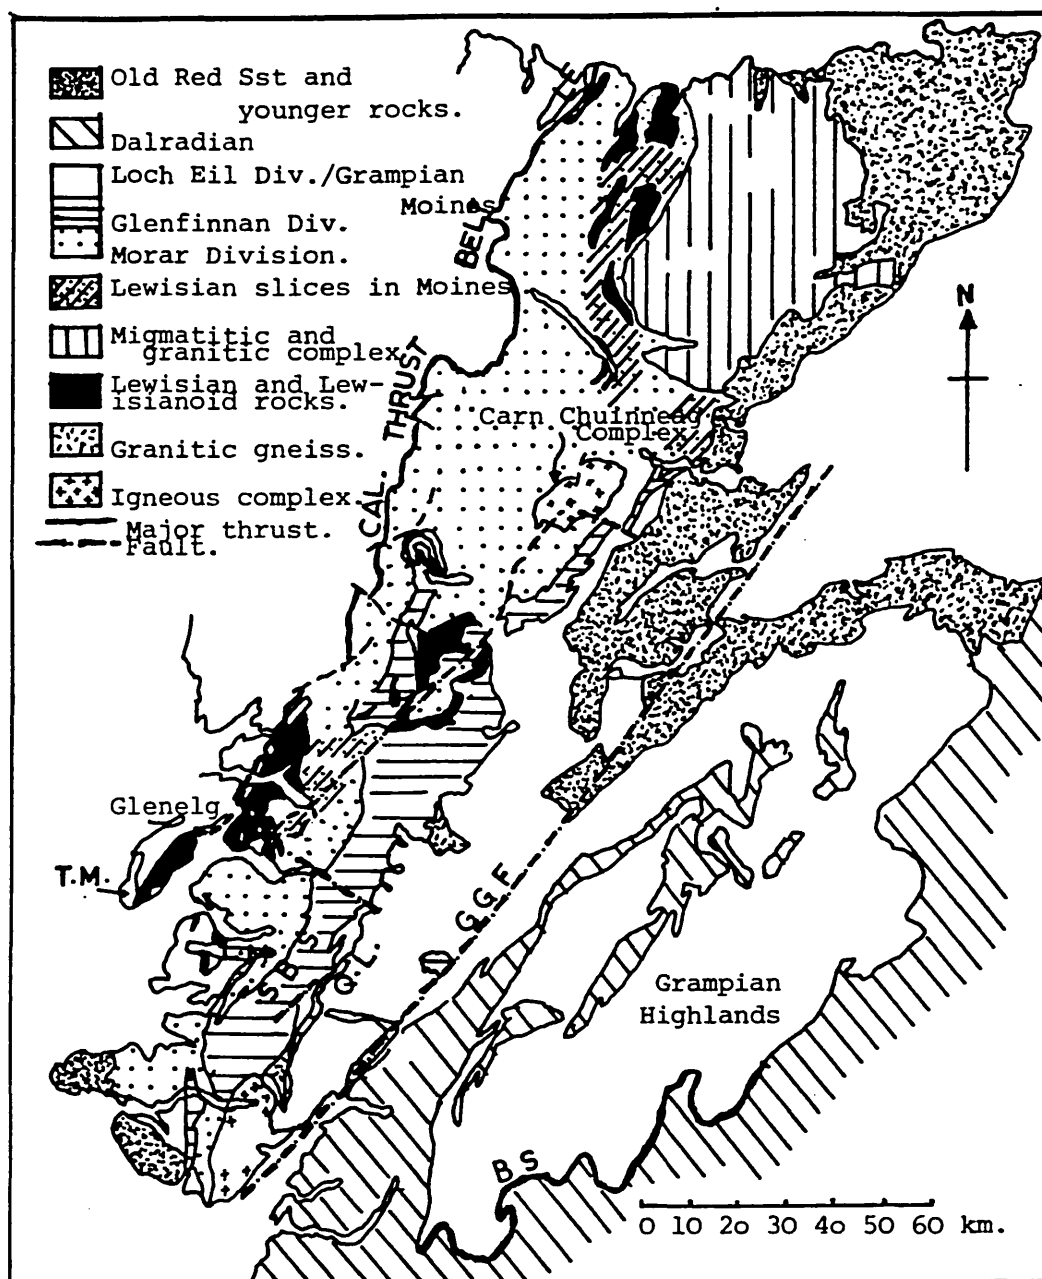 Old Red Sst and
younger rocks.
Dalradian
Loch Eil Div./Grampian
Moines
Glenfinnan Div.
Morar Division.
Lewisian slices in Moines
Migmatitic and
granitic complex
Lewisian and Lew-
isianoid rocks.
Granitic gneiss.
Igneous complex.
Major thrust.
Fault.
CAL. THRUST BELT
N
Carn Chuinneag
Complex
Glenelg
T.M.
S B S
Q.L.
G G F
Grampian
Highlands
B S
0 10 20 30 40 50 60 km.